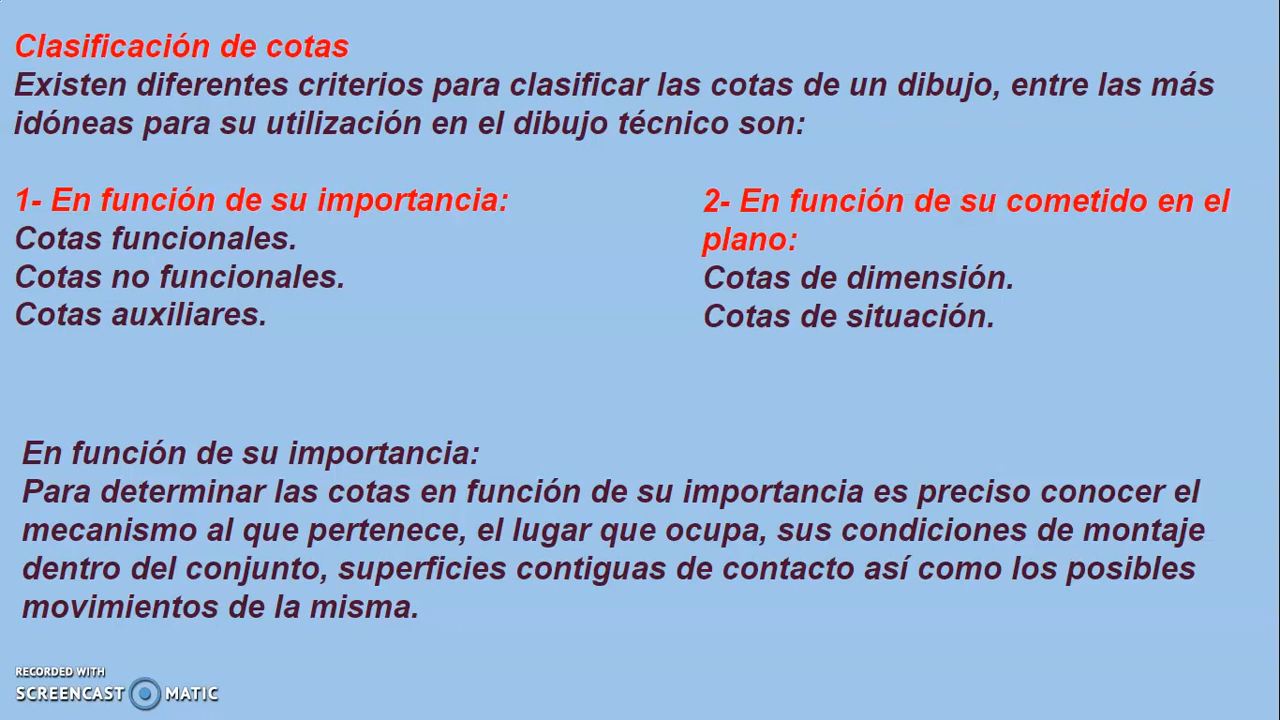 Clasificación de cotas
Existen diferentes criterios para clasificar las cotas de un dibujo, entre las más
idóneas para su utilización en el dibujo técnico son:
1- En función de su importancia:
Cotas funcionales.
Cotas no funcionales.
Cotas auxiliares.
2- En función de su cometido en el
plano:
Cotas de dimensión.
Cotas de situación.
En función de su importancia:
Para determinar las cotas en función de su importancia es preciso conocer el
mecanismo al que pertenece, el lugar que ocupa, sus condiciones de montaje
dentro del conjunto, superficies contiguas de contacto así como los posibles
movimientos de la misma.
RECORDED WITH
SCREENCAST MATIC